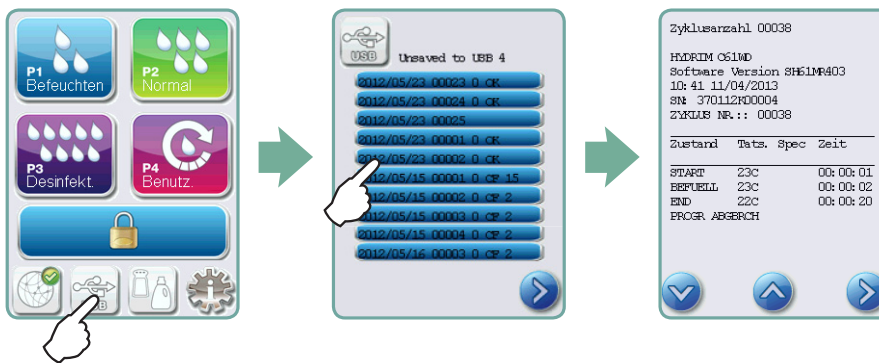 P1
Befeuchten
P2
Normal
P3
Desinfekt.
P4
Benutz.
USB
USB
Unsaved to USB 4
2012/05/23 00023 0 OK
2012/05/23 00024 0 OK
2012/05/23 00025
2012/05/23 00001 0 OK
2012/05/23 00002 0 OK
2012/05/15 00001 0 CF 15
2012/05/15 00002 0 CF 2
2012/05/15 00003 0 CF 2
2012/05/15 00004 0 CF 2
2012/05/16 00003 0 CF 2
Zyklusanzahl 00038
HYDRIM C61WD
Software Version SH61MR403
10:41 11/04/2013
SN# 370112K00004
ZYKLUS NR.: 00038
Zustand Tats. Spec Zeit
START 23C 00:00:01
BEFUELL 23C 00:00:02
END 22C 00:00:20
PROGR ABGBRCH